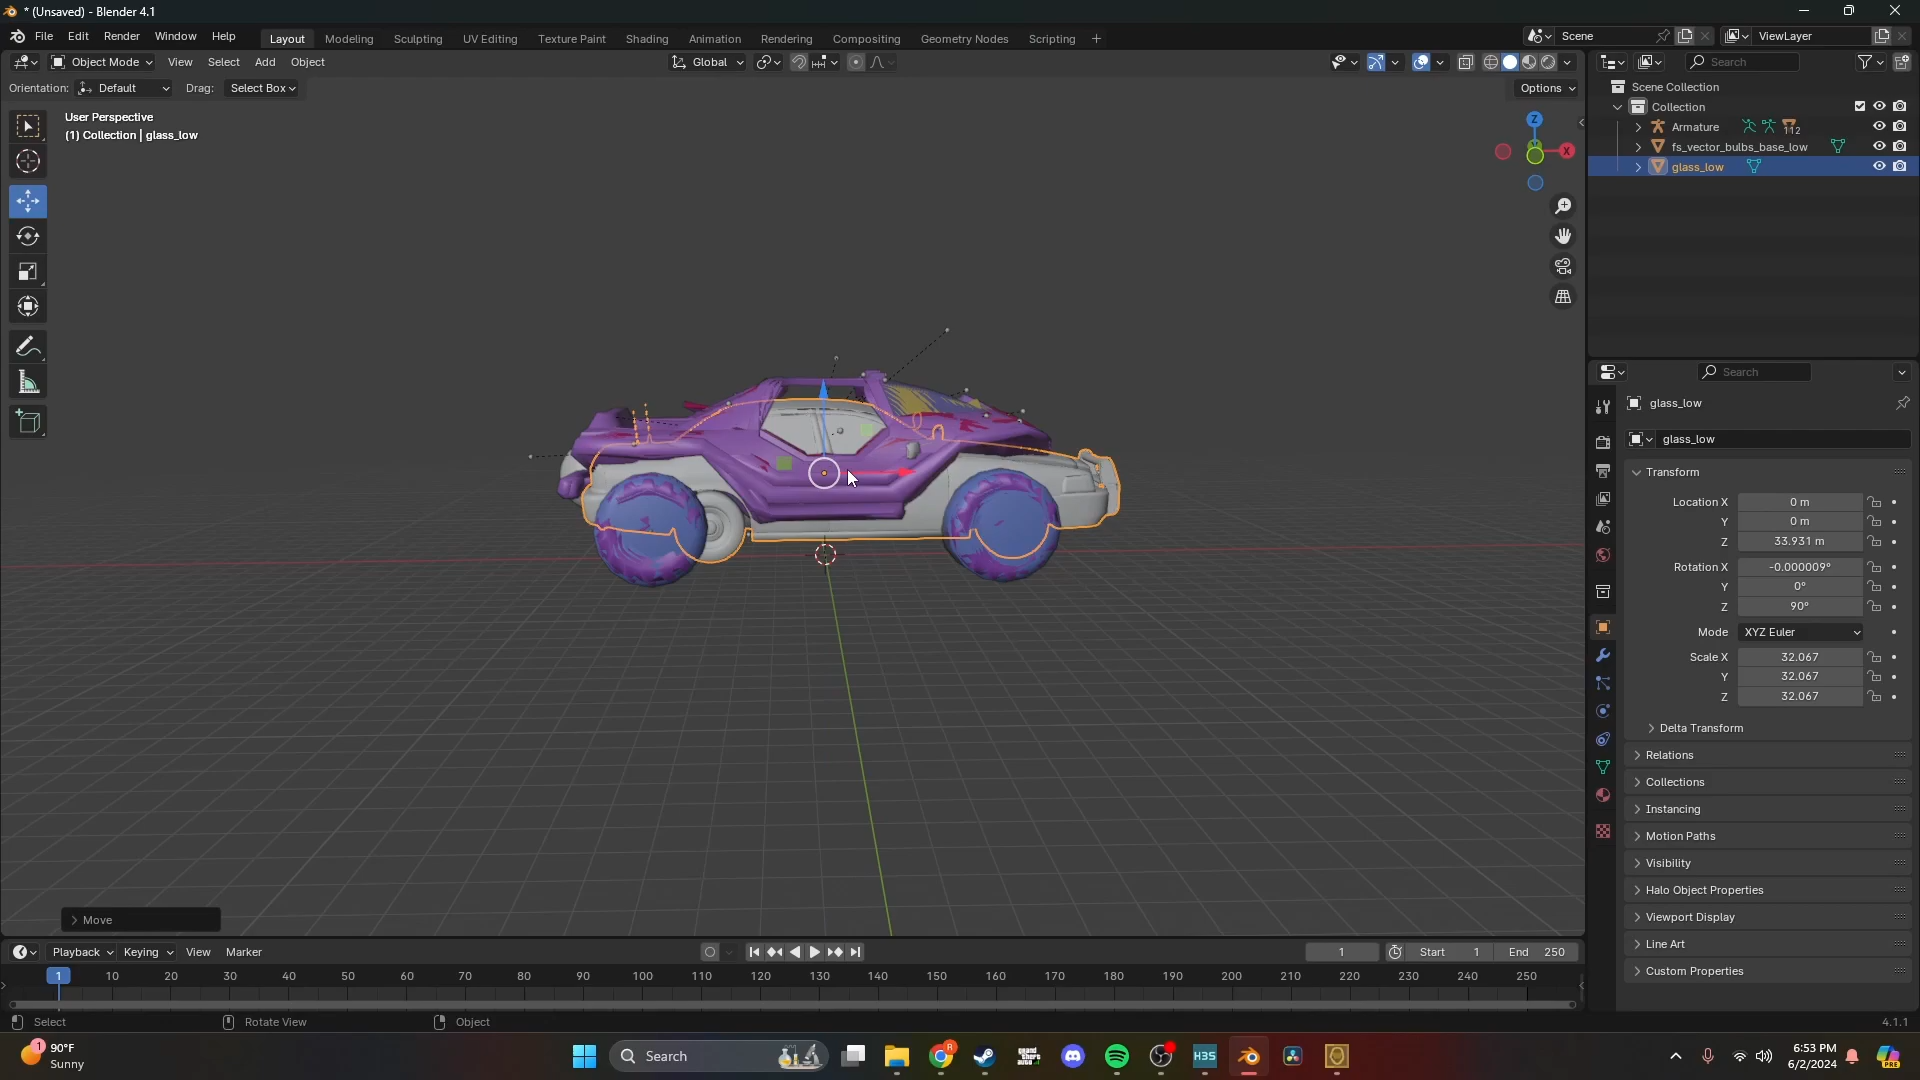 * (Unsaved) - Blender 4.1
File Edit Render Window Help Layout Modeling Sculpting UV Editing Texture Paint Shading Animation Rendering Compositing Geometry Nodes Scripting + Scene ViewLayer
Object Mode View Select Add Object Global Search
Orientation: Default Drag: Select Box Options
User Perspective
(1) Collection | glass_low
Z
X
Scene Collection
Collection
Armature 112
fs_vector_bulbs_base_low
glass_low
Search
glass_low
glass_low
Transform
Location X 0 m
Y 0 m
Z 33.931 m
Rotation X -0.000009°
Y 0°
Z 90°
Mode XYZ Euler
Scale X 32.067
Y 32.067
Z 32.067
Delta Transform
Relations
Collections
Instancing
Motion Paths
Visibility
Halo Object Properties
Viewport Display
Line Art
Custom Properties
Move
Playback Keying View Marker 1 Start 1 End 250
1 10 20 30 40 50 60 70 80 90 100 110 120 130 140 150 160 170 180 190 200 210 220 230 240 250
Select Rotate View Object 4.1.1
1 90°F
Sunny
Search
R
H3S
6:53 PM
6/2/2024
PRE